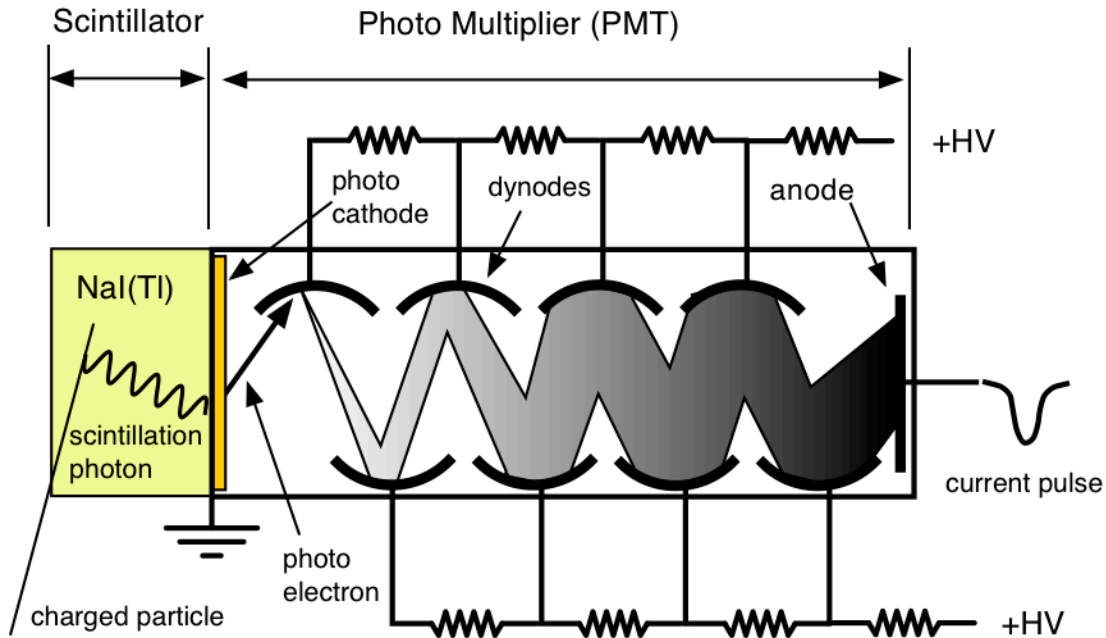 Scintillator
Photo Multiplier (PMT)
+HV
photo
cathode
dynodes
anode
NaI(Tl)
scintillation
photon
current pulse
photo
electron
charged particle
+HV